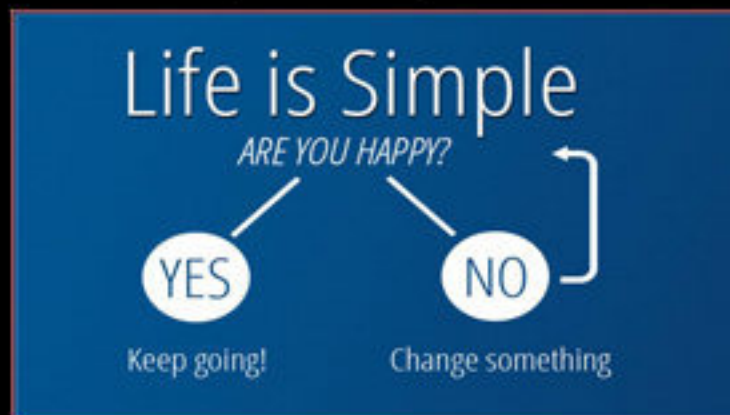 Life is Simple
ARE YOU HAPPY?
YES
NO
Keep going!
Change something